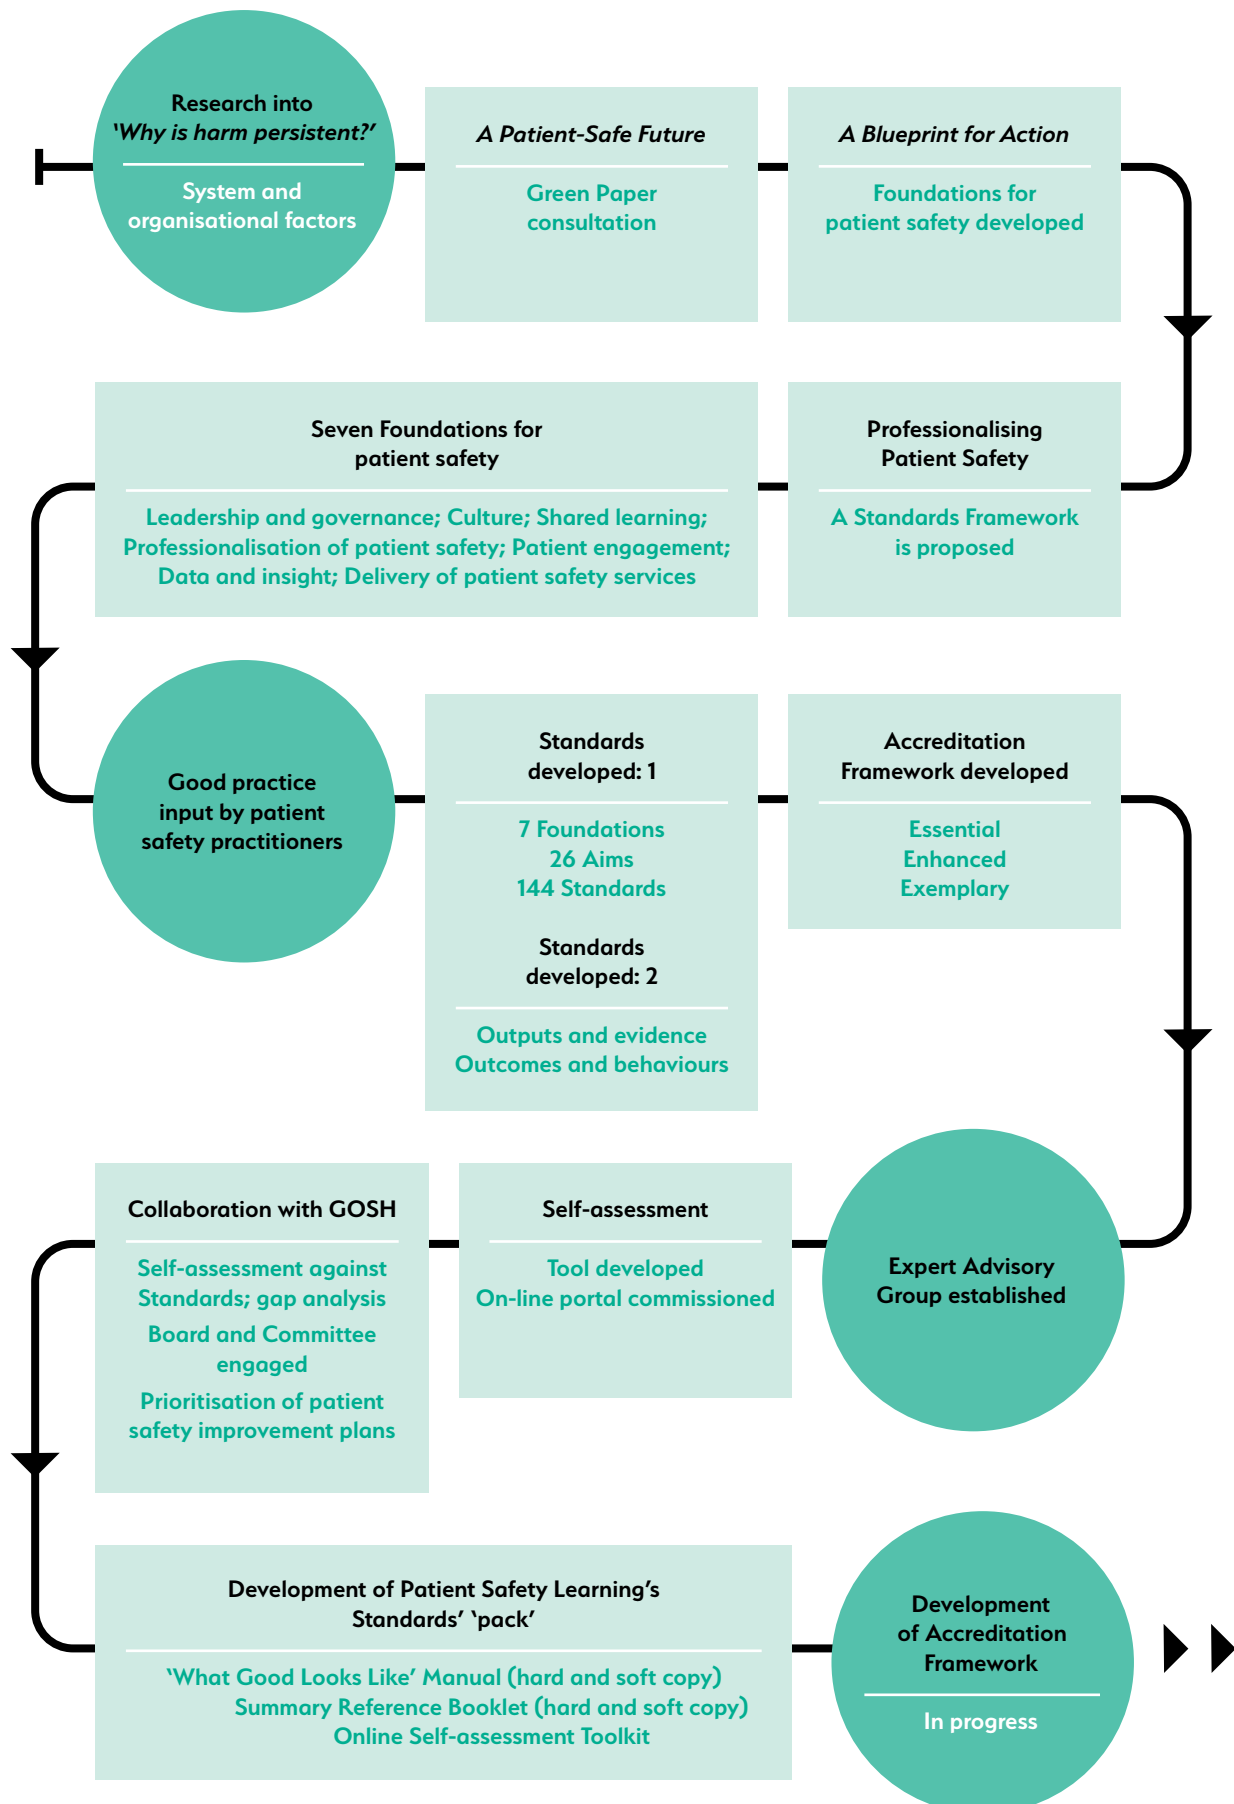 Research into
‘Why is harm persistent?’
System and
organisational factors
A Patient-Safe Future
Green Paper
consultation
A Blueprint for Action
Foundations for
patient safety developed
Professionalising
Patient Safety
A Standards Framework
is proposed
Seven Foundations for
patient safety
Leadership and governance; Culture; Shared learning;
Professionalisation of patient safety; Patient engagement;
Data and insight; Delivery of patient safety services
Good practice
input by patient
safety practitioners
Standards
developed: 1
7 Foundations
26 Aims
144 Standards
Standards
developed: 2
Outputs and evidence
Outcomes and behaviours
Accreditation
Framework developed
Essential
Enhanced
Exemplary
Expert Advisory
Group established
Self-assessment
Tool developed
On-line portal commissioned
Collaboration with GOSH
Self-assessment against
Standards; gap analysis
Board and Committee
engaged
Prioritisation of patient
safety improvement plans
Development of Patient Safety Learning’s
Standards’ ‘pack’
‘What Good Looks Like’ Manual (hard and soft copy)
Summary Reference Booklet (hard and soft copy)
Online Self-assessment Toolkit
Development
of Accreditation
Framework
In progress